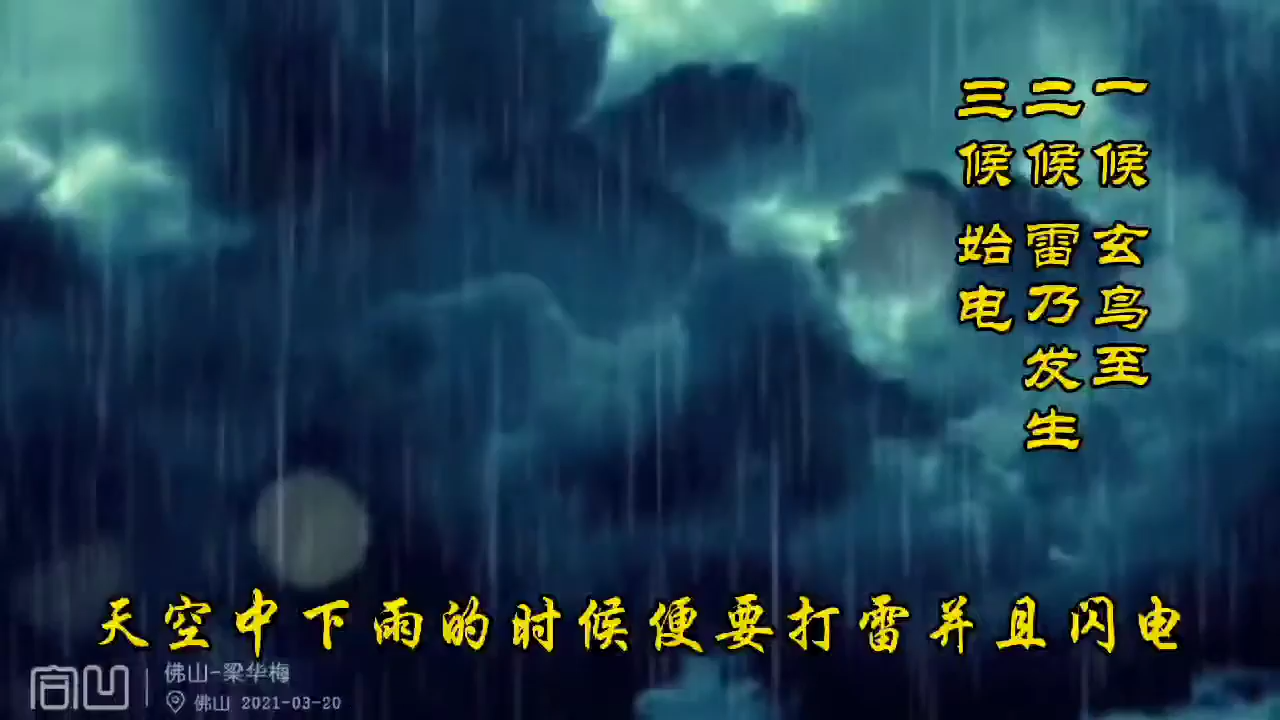 一候 玄鸟至
二候 雷乃发生
三候 始电
天空中下雨的时候便要打雷并且闪电
佛山-梁华梅
佛山 2021-03-20